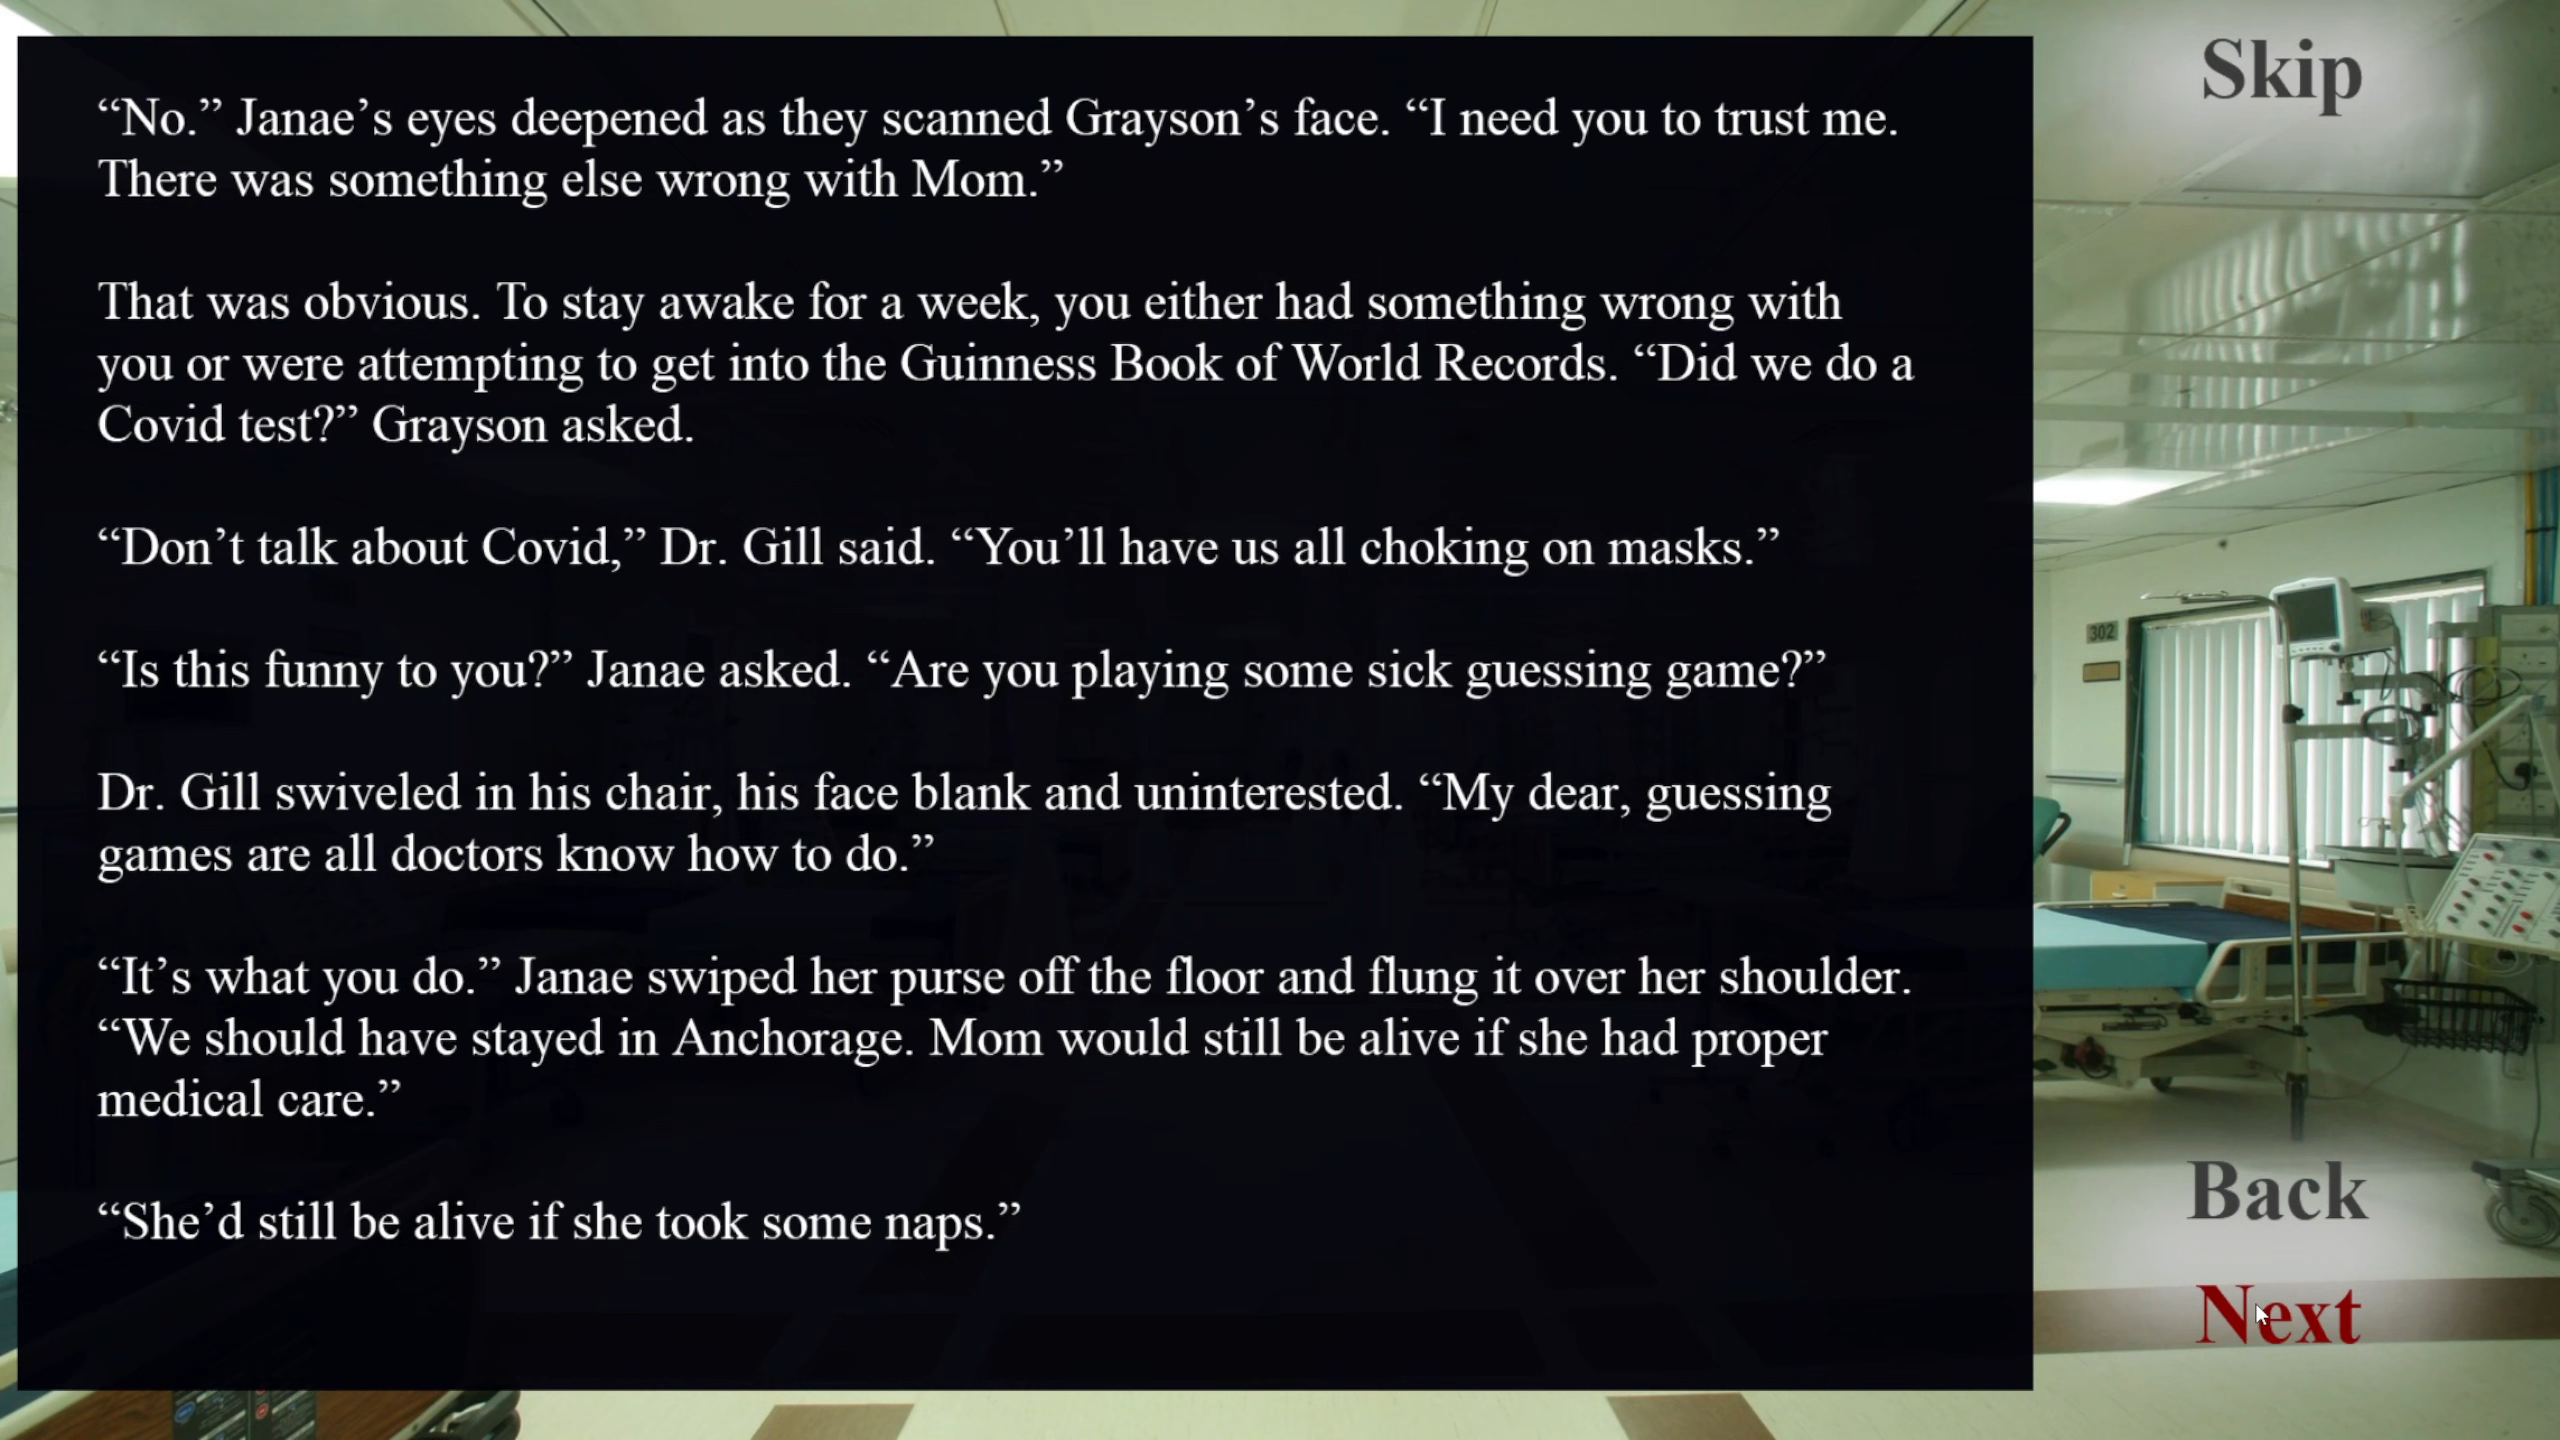 “No.” Janae’s eyes deepened as they scanned Grayson’s face. “I need you to trust me.
There was something else wrong with Mom.”
That was obvious. To stay awake for a week, you either had something wrong with
you or were attempting to get into the Guinness Book of World Records. “Did we do a
Covid test?” Grayson asked.
“Don’t talk about Covid,” Dr. Gill said. “You’ll have us all choking on masks.”
“Is this funny to you?” Janae asked. “Are you playing some sick guessing game?”
Dr. Gill swiveled in his chair, his face blank and uninterested. “My dear, guessing
games are all doctors know how to do.”
“It’s what you do.” Janae swiped her purse off the floor and flung it over her shoulder.
“We should have stayed in Anchorage. Mom would still be alive if she had proper
medical care.”
“She’d still be alive if she took some naps.”
Skip
302
Back
Next